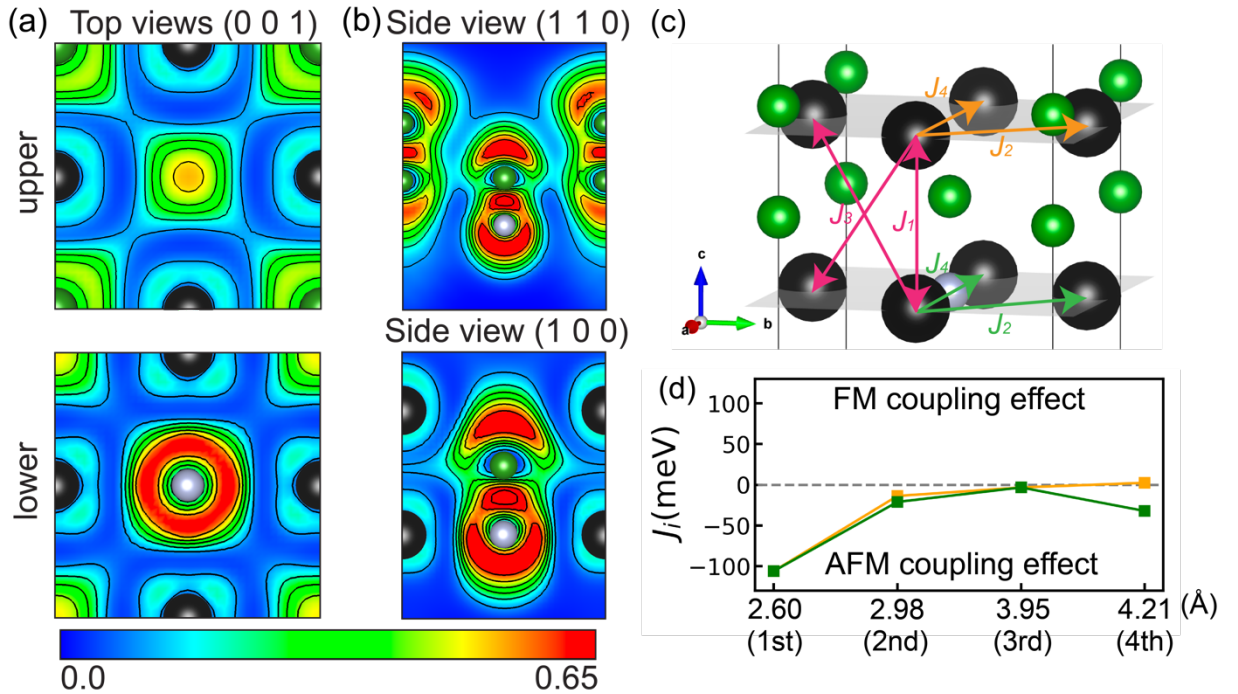 (a)
Top views (0 0 1)
upper
lower
(b)
Side view (1 1 0)
Side view (1 0 0)
0.0
0.65
(c)
J4
J2
J3
J1
J4
J2
c
a
b
(d)
FM coupling effect
AFM coupling effect
Ji(meV)
100
50
0
−50
−100
2.60 2.98 3.95 4.21 (Å)
(1st) (2nd) (3rd) (4th)